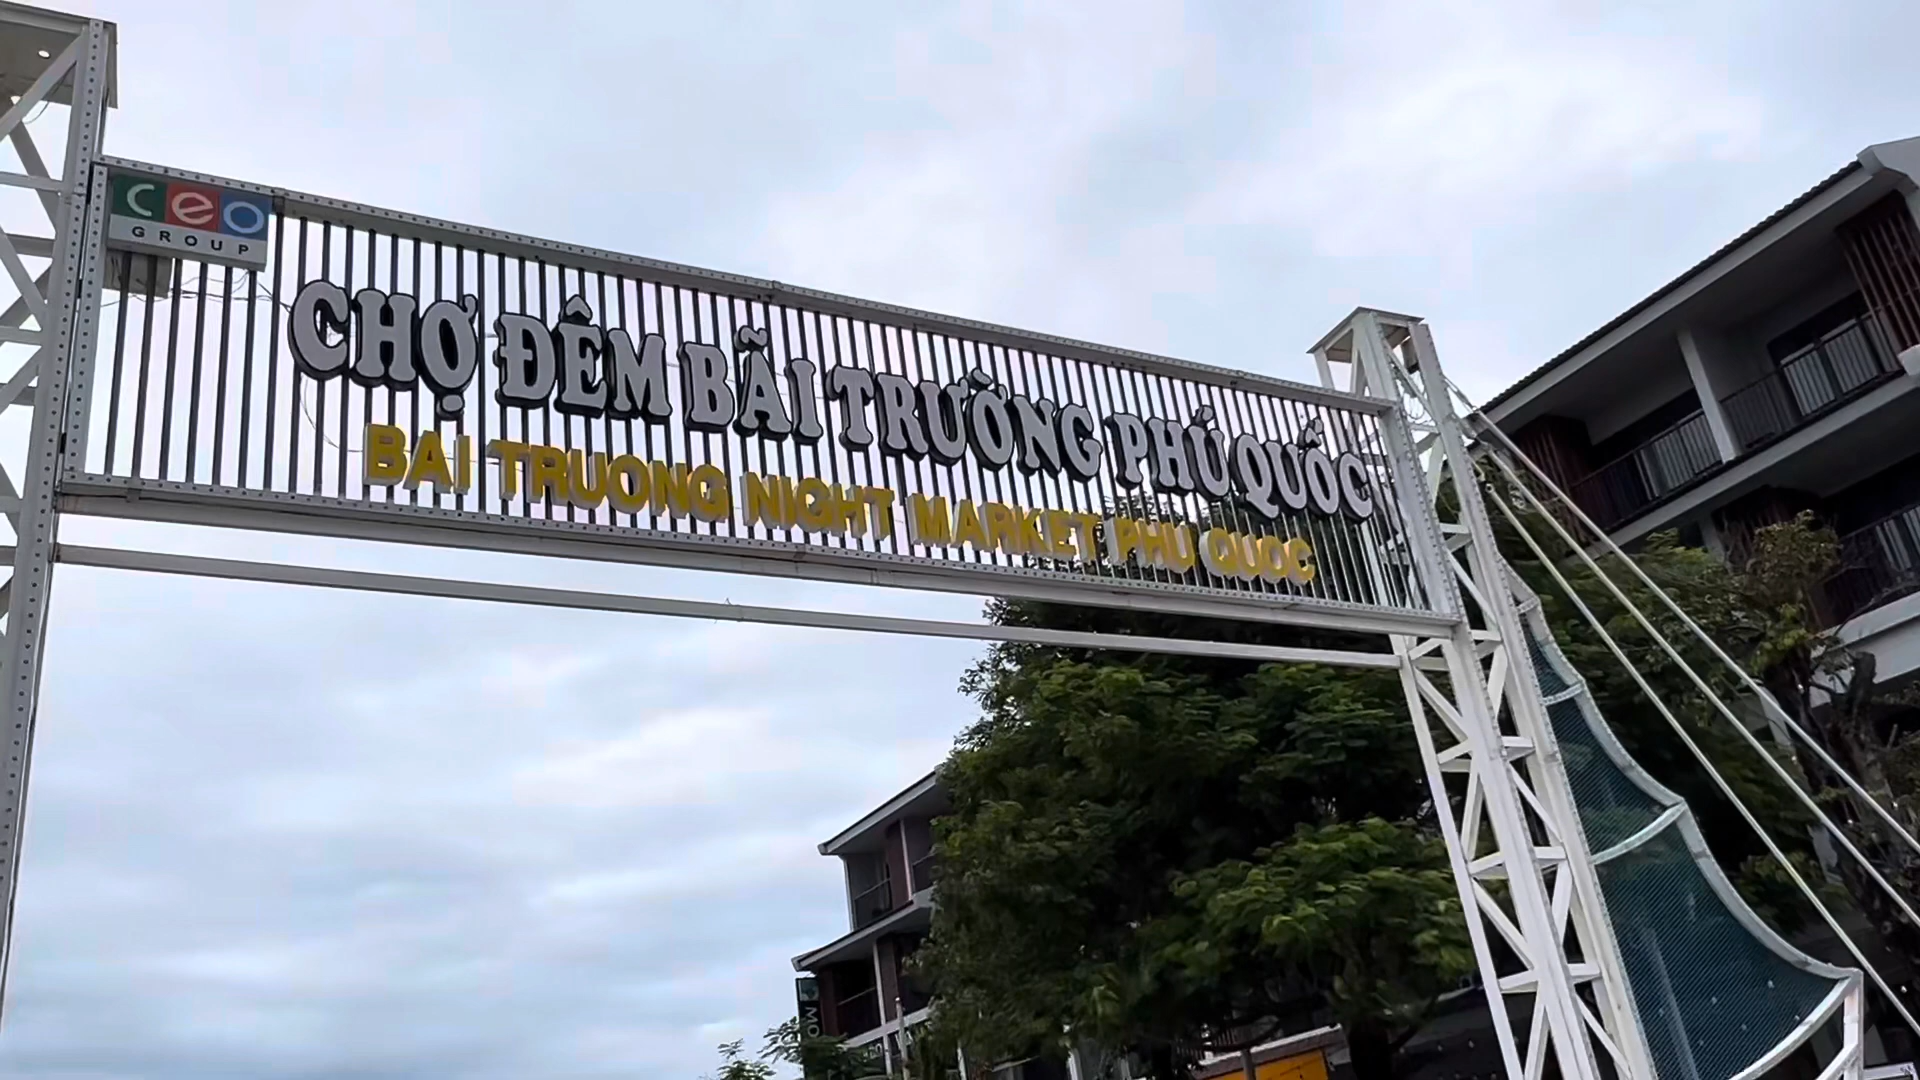 ceo
GROUP
CHỢ ĐÊM BÃI TRƯỜNG PHÚ QUỐC
BAI TRUONG NIGHT MARKET PHU QUOC